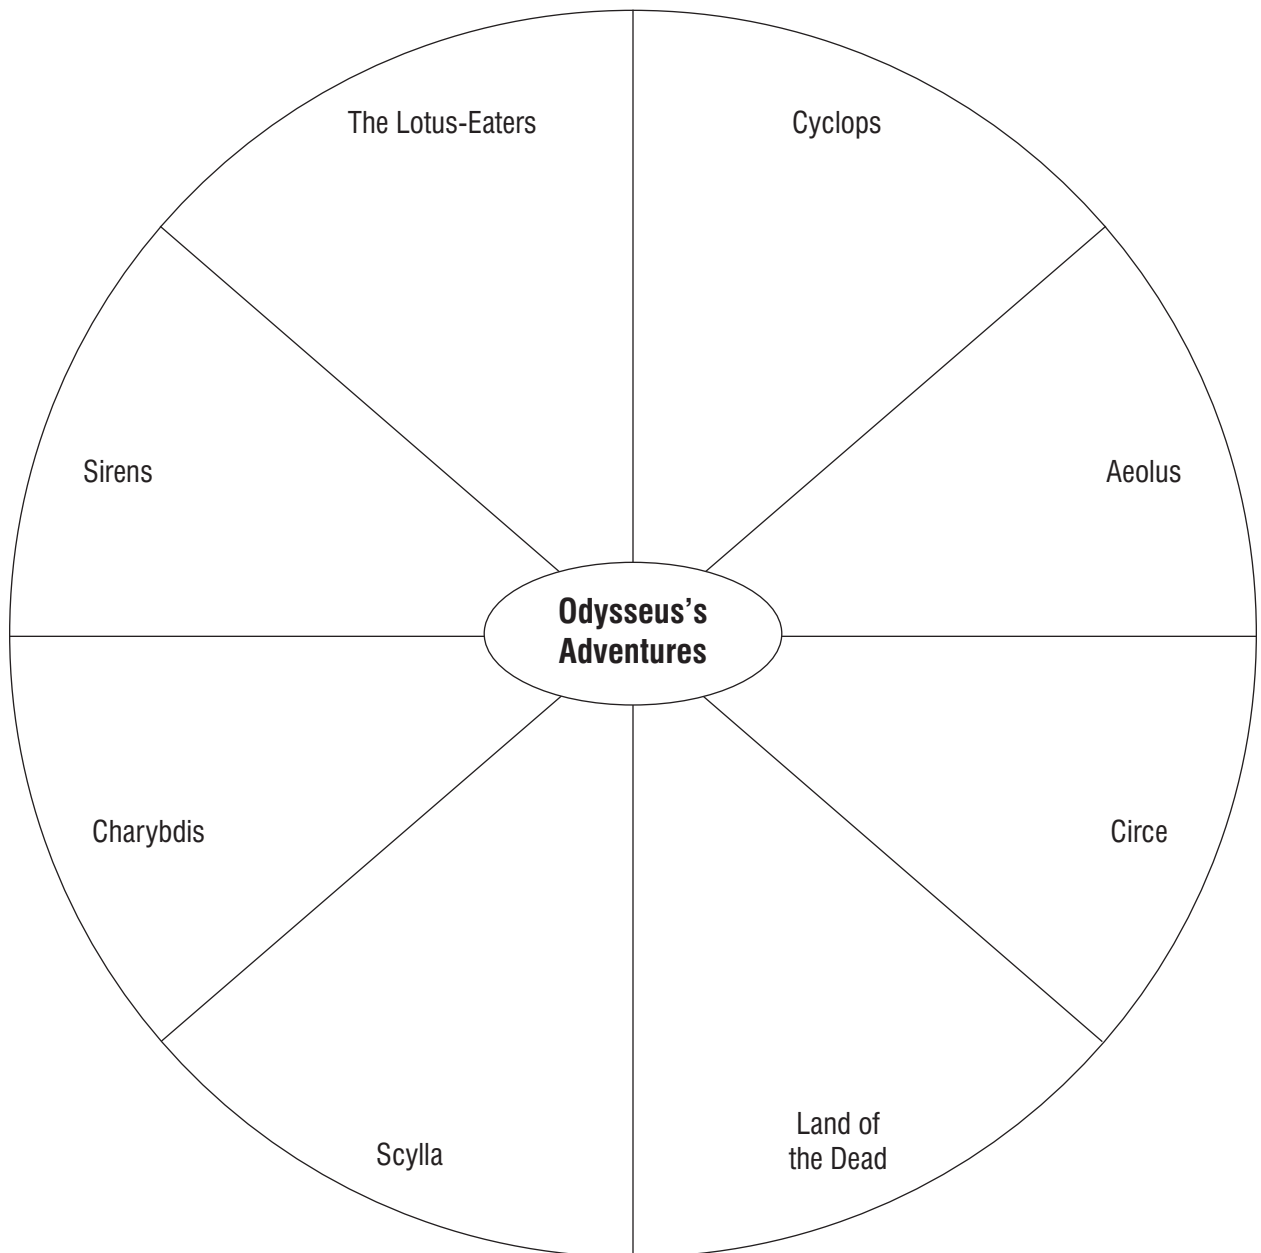 The Lotus-Eaters
Cyclops
Sirens
Aeolus
Odysseus’s
Adventures
Charybdis
Circe
Scylla
Land of
the Dead